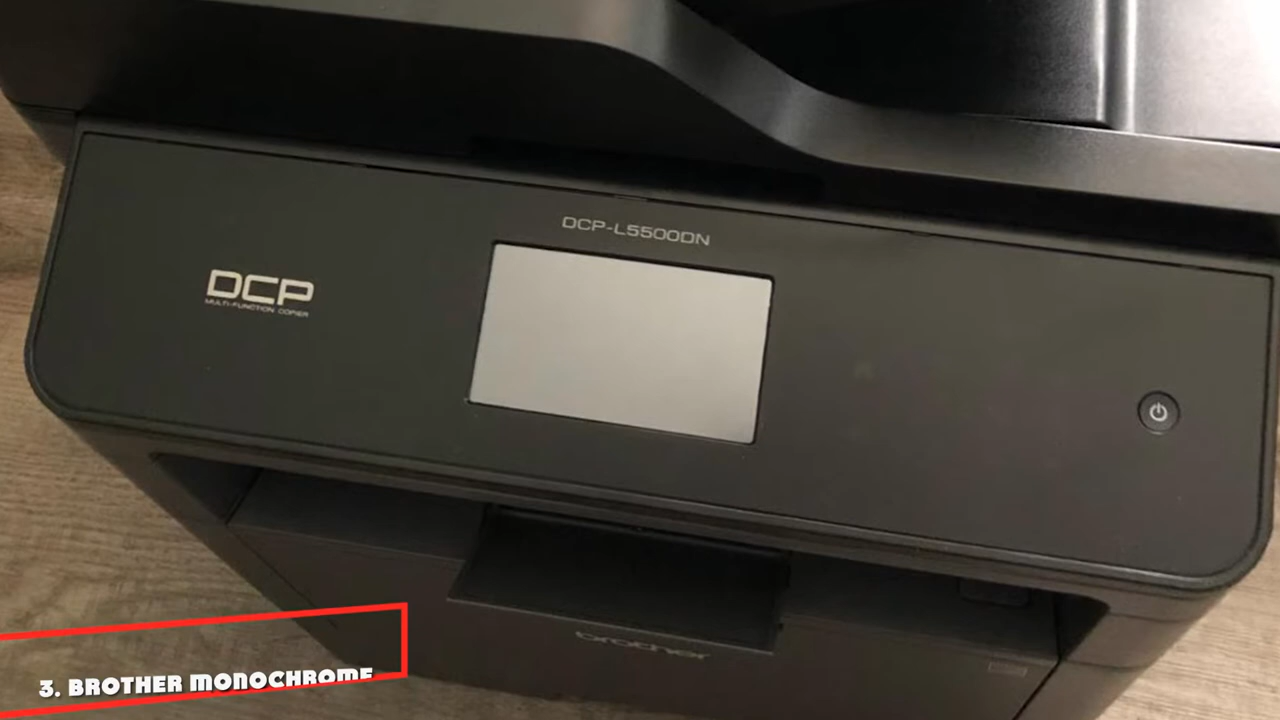 DCP-L5500DN
DCP
MULTI-FUNCTION COPIER
brother
3. BROTHER MONOCHROME